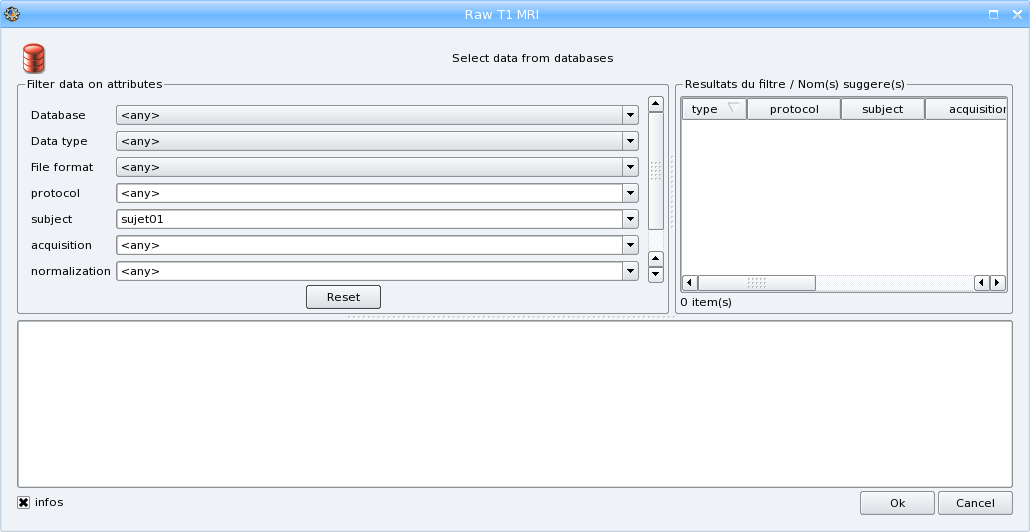 Raw T1 MRI
Select data from databases
Filter data on attributes
Database <any>
Data type <any>
File format <any>
protocol <any>
subject sujet01
acquisition <any>
normalization <any>
Reset
Resultats du filtre / Nom(s) suggere(s)
type protocol subject acquisition
0 item(s)
infos
Ok Cancel